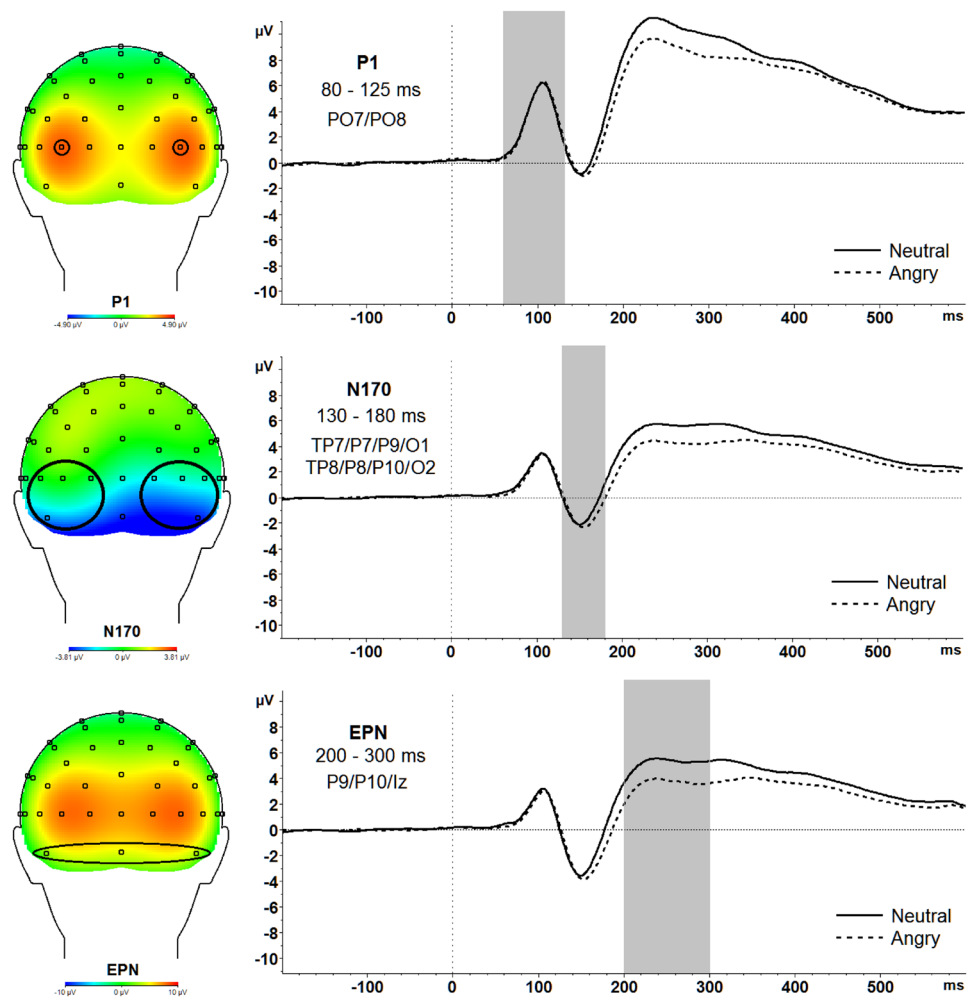 P1
-4.90 µV 0 µV 4.90 µV
µV
P1
80 - 125 ms
PO7/PO8
8
6
4
2
0
-2
-4
-6
-8
-10
Neutral
Angry
-100 0 100 200 300 400 500 ms
N170
-3.81 µV 0 µV 3.81 µV
µV
N170
130 - 180 ms
TP7/P7/P9/O1
TP8/P8/P10/O2
8
6
4
2
0
-2
-4
-6
-8
-10
Neutral
Angry
-100 0 100 200 300 400 500 ms
EPN
-10 µV 0 µV 10 µV
µV
EPN
200 - 300 ms
P9/P10/Iz
8
6
4
2
0
-2
-4
-6
-8
-10
Neutral
Angry
-100 0 100 200 300 400 500 ms